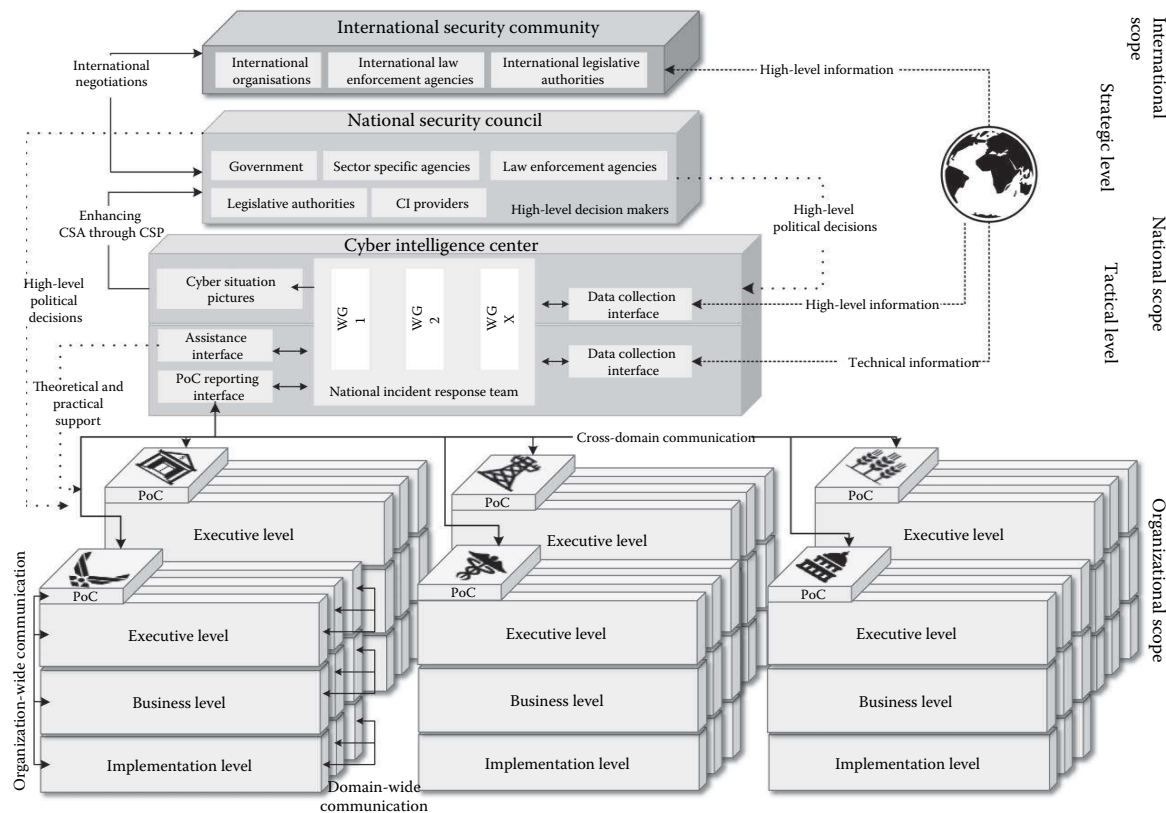 International security community
International
organisations
International law
enforcement agencies
International legislative
authorities
International
negotiations
High-level information
International
scope
Strategic level
National security council
Government
Sector specific agencies
Law enforcement agencies
Legislative authorities
CI providers
High-level decision makers
Enhancing
CSA through CSP
High-level
political decisions
National scope
Tactical level
Cyber intelligence center
Cyber situation
pictures
WG
1
WG
2
WG
X
Data collection
interface
High-level information
High-level
political
decisions
Assistance
interface
Data collection
interface
Technical information
PoC reporting
interface
National incident response team
Theoretical and
practical
support
Cross-domain communication
PoC
PoC
PoC
Executive level
Executive level
Executive level
Organizational scope
PoC
PoC
PoC
Organization-wide communication
Executive level
Executive level
Executive level
Business level
Business level
Business level
Implementation level
Implementation level
Implementation level
Domain-wide
communication